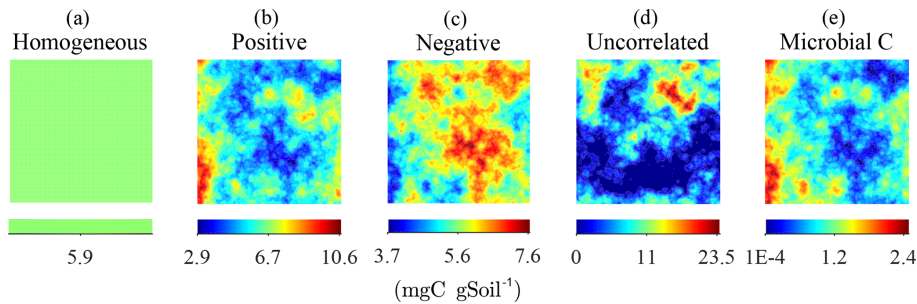 (a) (b) (c) (d) (e)
Homogeneous Positive Negative Uncorrelated Microbial C
5.9 2.9 6.7 10.6 3.7 5.6 7.6 0 11 23.5 1E-4 1.2 2.4
(mgC gSoil⁻¹)